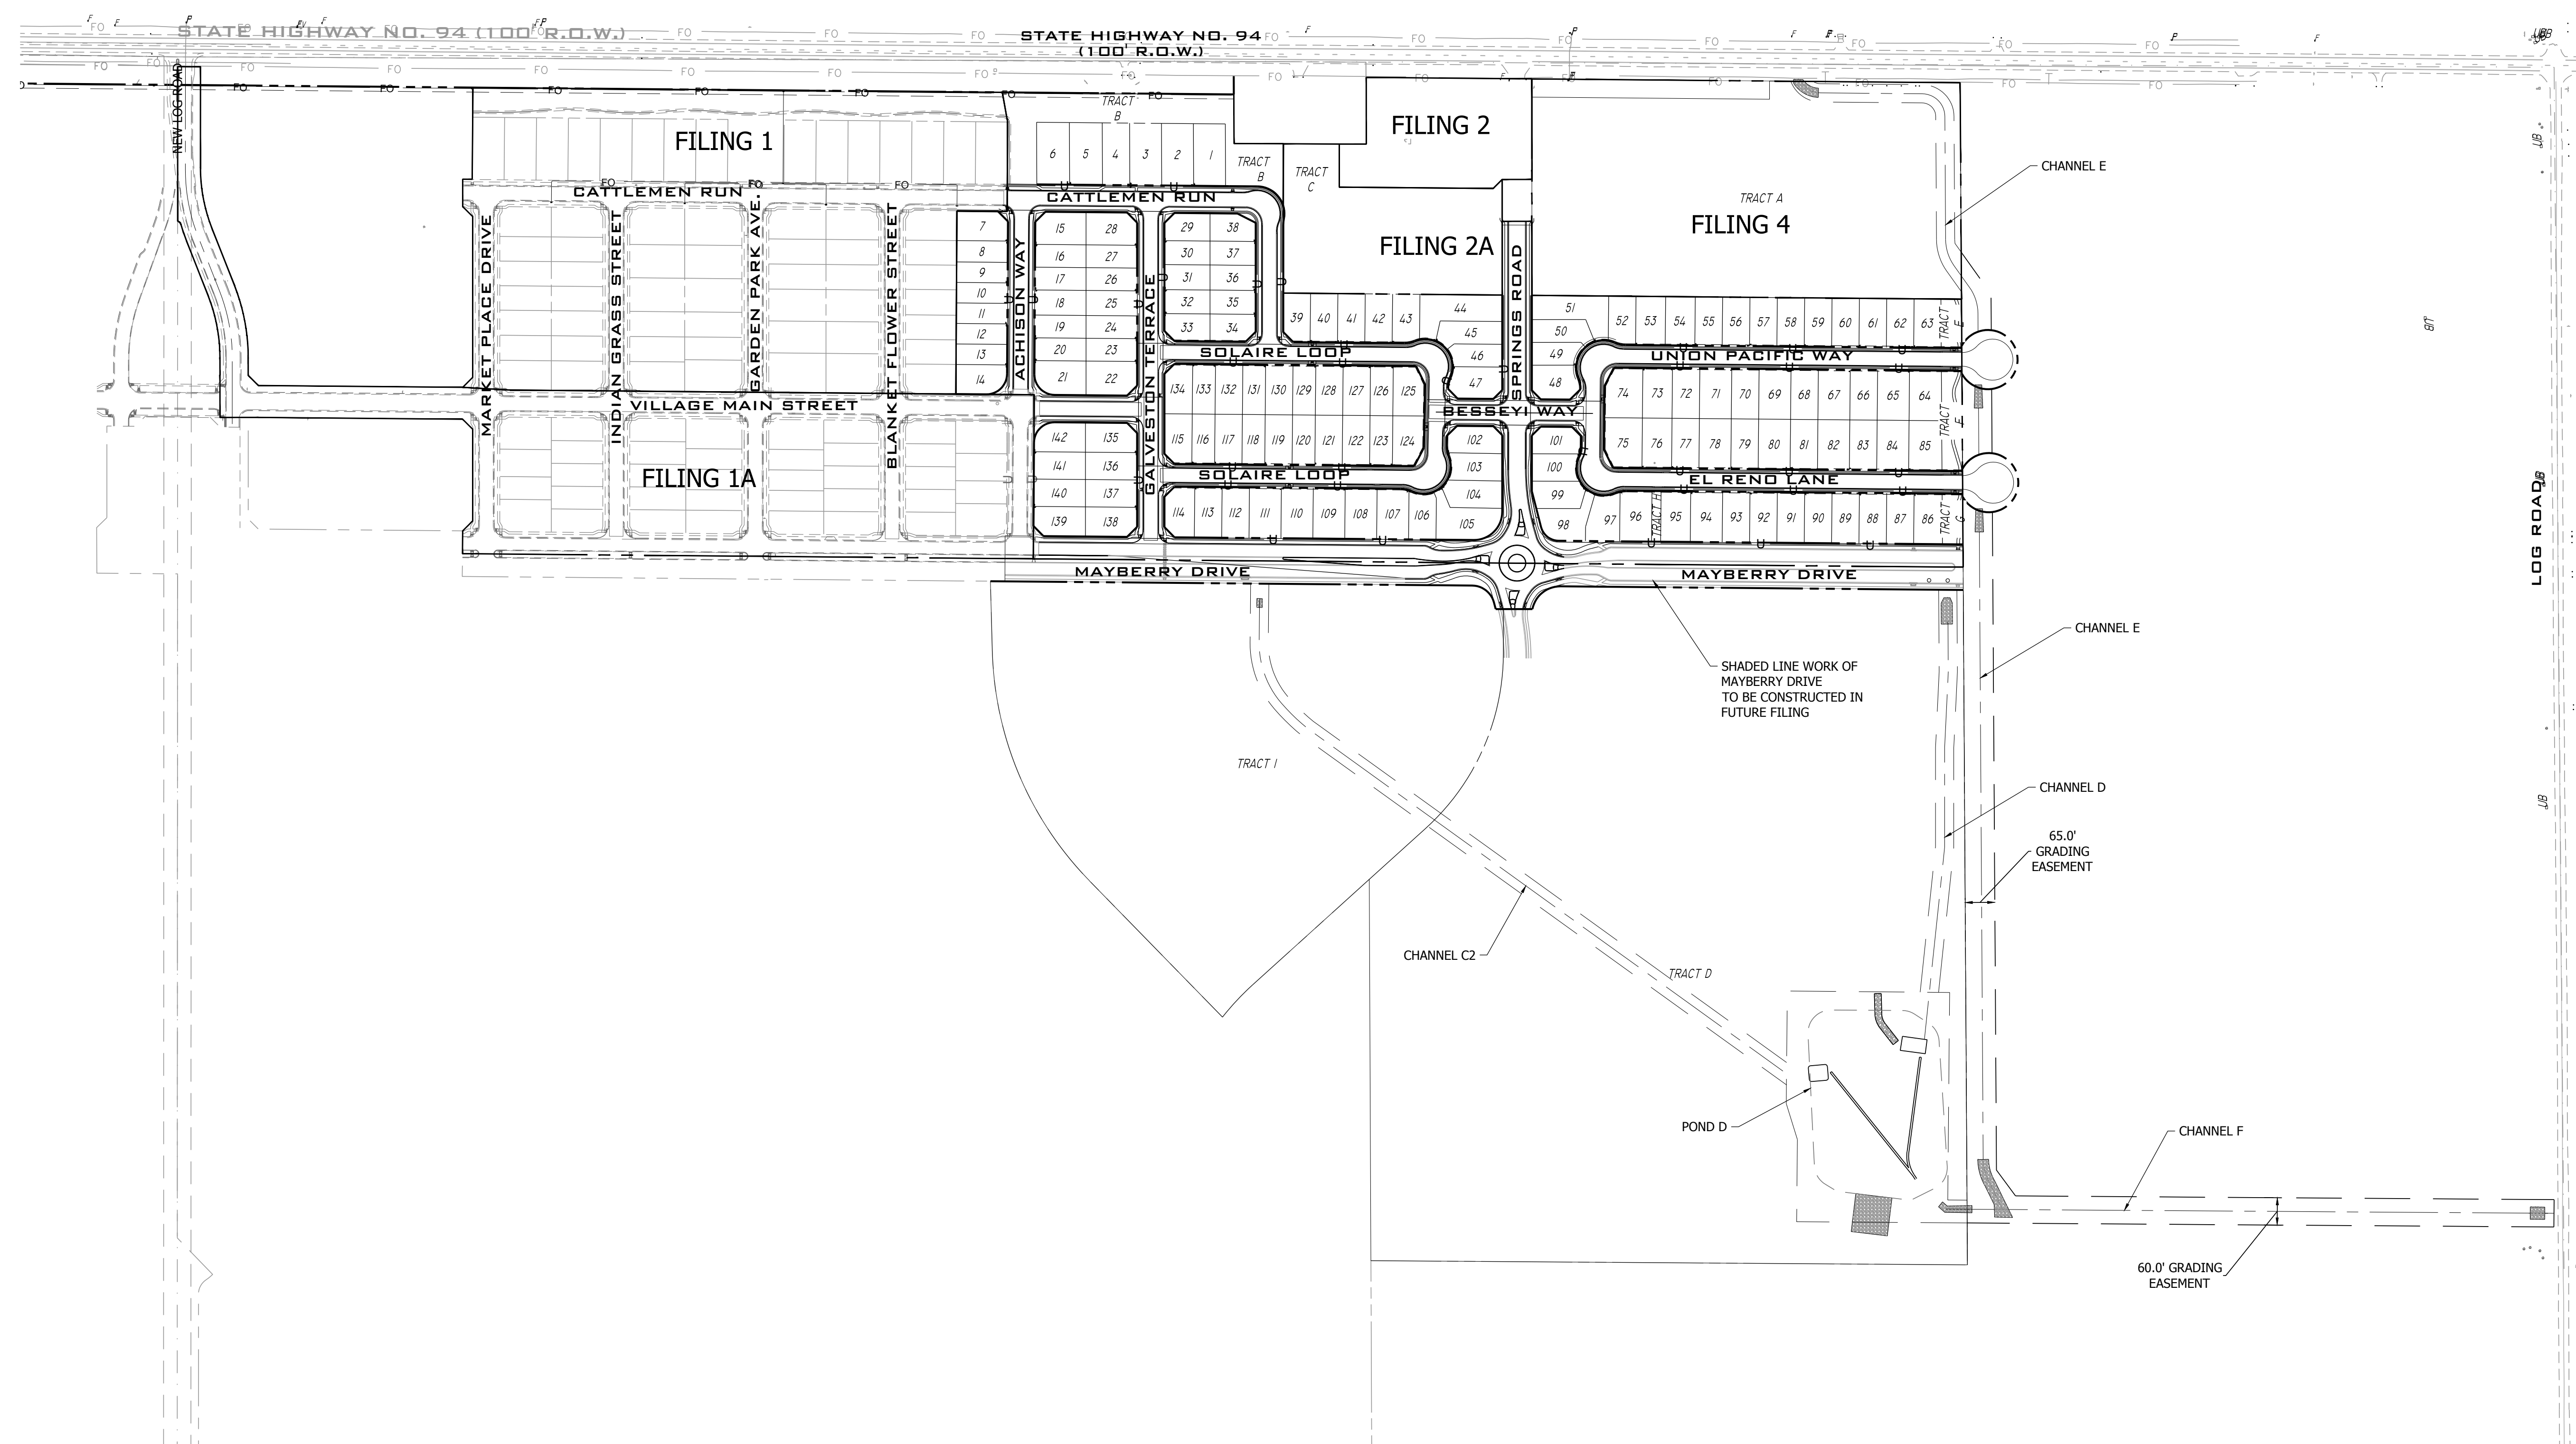 STATE HIGHWAY NO. 94 (100' R.O.W.)
STATE HIGHWAY NO. 94
(100' R.O.W.)
NEW LOG ROAD
FILING 1
TRACT
B
FILING 2
6 5 4 3 2 1
TRACT
B
TRACT
C
CHANNEL E
TRACT A
FILING 4
CATTLEMEN RUN
CATTLEMEN RUN
FILING 2A
MARKET PLACE DRIVE
INDIAN GRASS STREET
GARDEN PARK AVE.
BLANKET FLOWER STREET
ACHISON WAY
GALVESTON TERRACE
SPRINGS ROAD
7
8
9
10
11
12
13
14
15 28
16 27
17 26
18 25
19 24
20 23
21 22
29 38
30 37
31 36
32 35
33 34
39 40 41 42 43
44
45
46
47
51
50
49
48
52 53 54 55 56 57 58 59 60 61 62 63
TRACT E
SOLAIRE LOOP
UNION PACIFIC WAY
134 133 132 131 130 129 128 127 126 125
74 73 72 71 70 69 68 67 66 65 64
TRACT E
VILLAGE MAIN STREET
BESSEYI WAY
115 116 117 118 119 120 121 122 123 124
75 76 77 78 79 80 81 82 83 84 85
142 135
141 136
140 137
139 138
102
103
104
105
101
100
99
98
FILING 1A
SOLAIRE LOOP
EL RENO LANE
114 113 112 111 110 109 108 107 106
97 96
TRACT H
95 94 93 92 91 90 89 88 87 86
TRACT G
LOG ROAD
MAYBERRY DRIVE
MAYBERRY DRIVE
CHANNEL E
SHADED LINE WORK OF
MAYBERRY DRIVE
TO BE CONSTRUCTED IN
FUTURE FILING
TRACT I
CHANNEL D
65.0'
GRADING
EASEMENT
CHANNEL C2
TRACT D
POND D
CHANNEL F
60.0' GRADING
EASEMENT